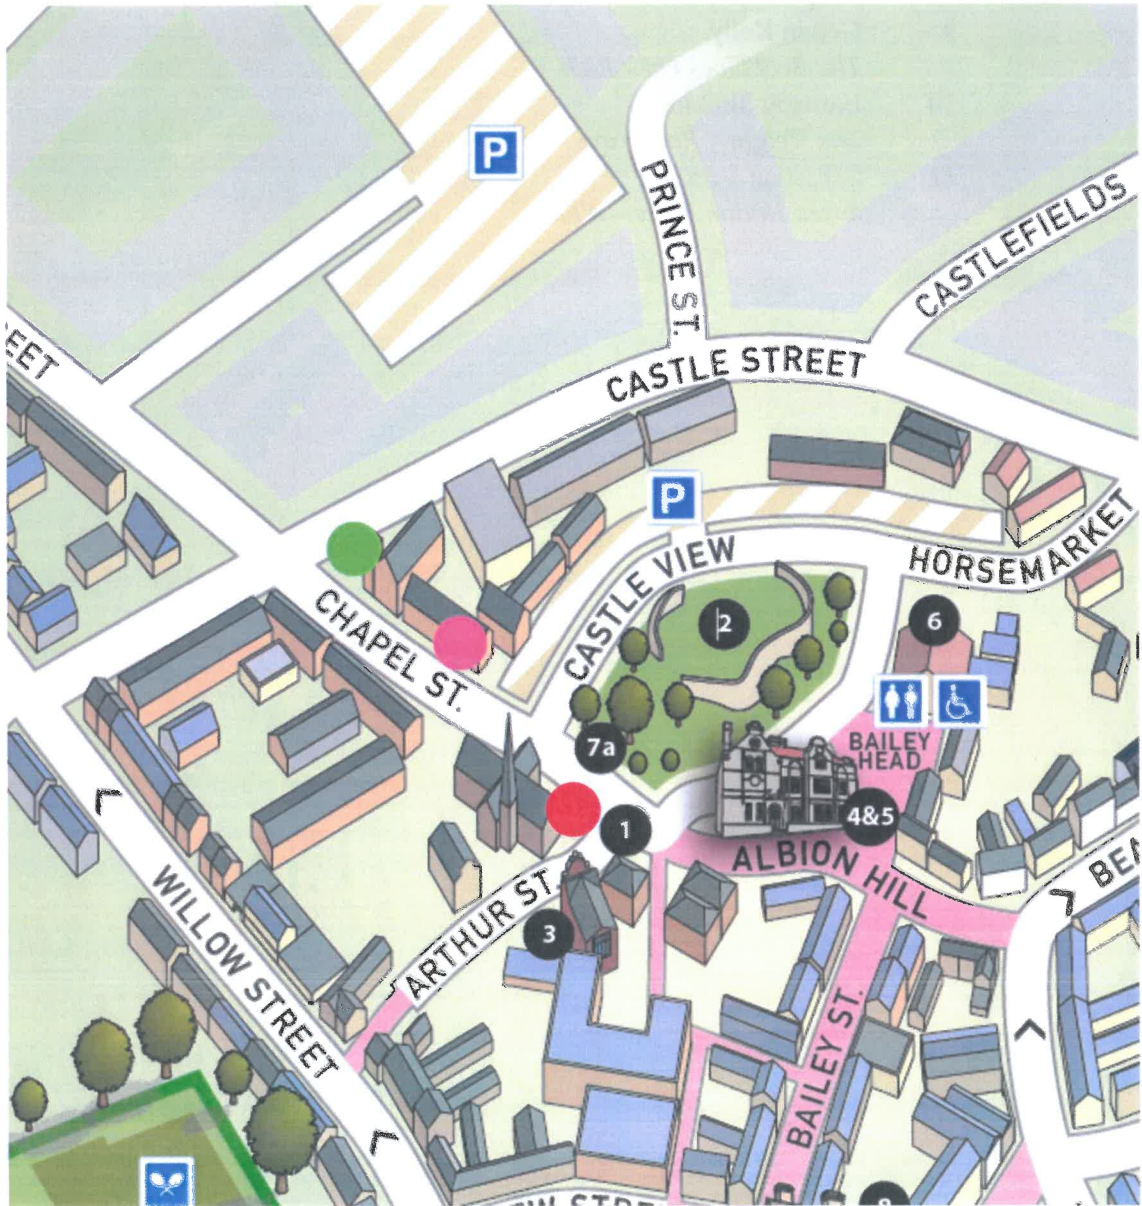 P
PRINCE ST.
CASTLEFIELDS
CASTLE STREET
P
HORSEMARKET
CASTLE VIEW
CHAPEL ST.
2
6
7a
BAILEY
HEAD
4&5
1
ALBION HILL
3
ARTHUR ST.
WILLOW STREET
BAILEY ST.
8